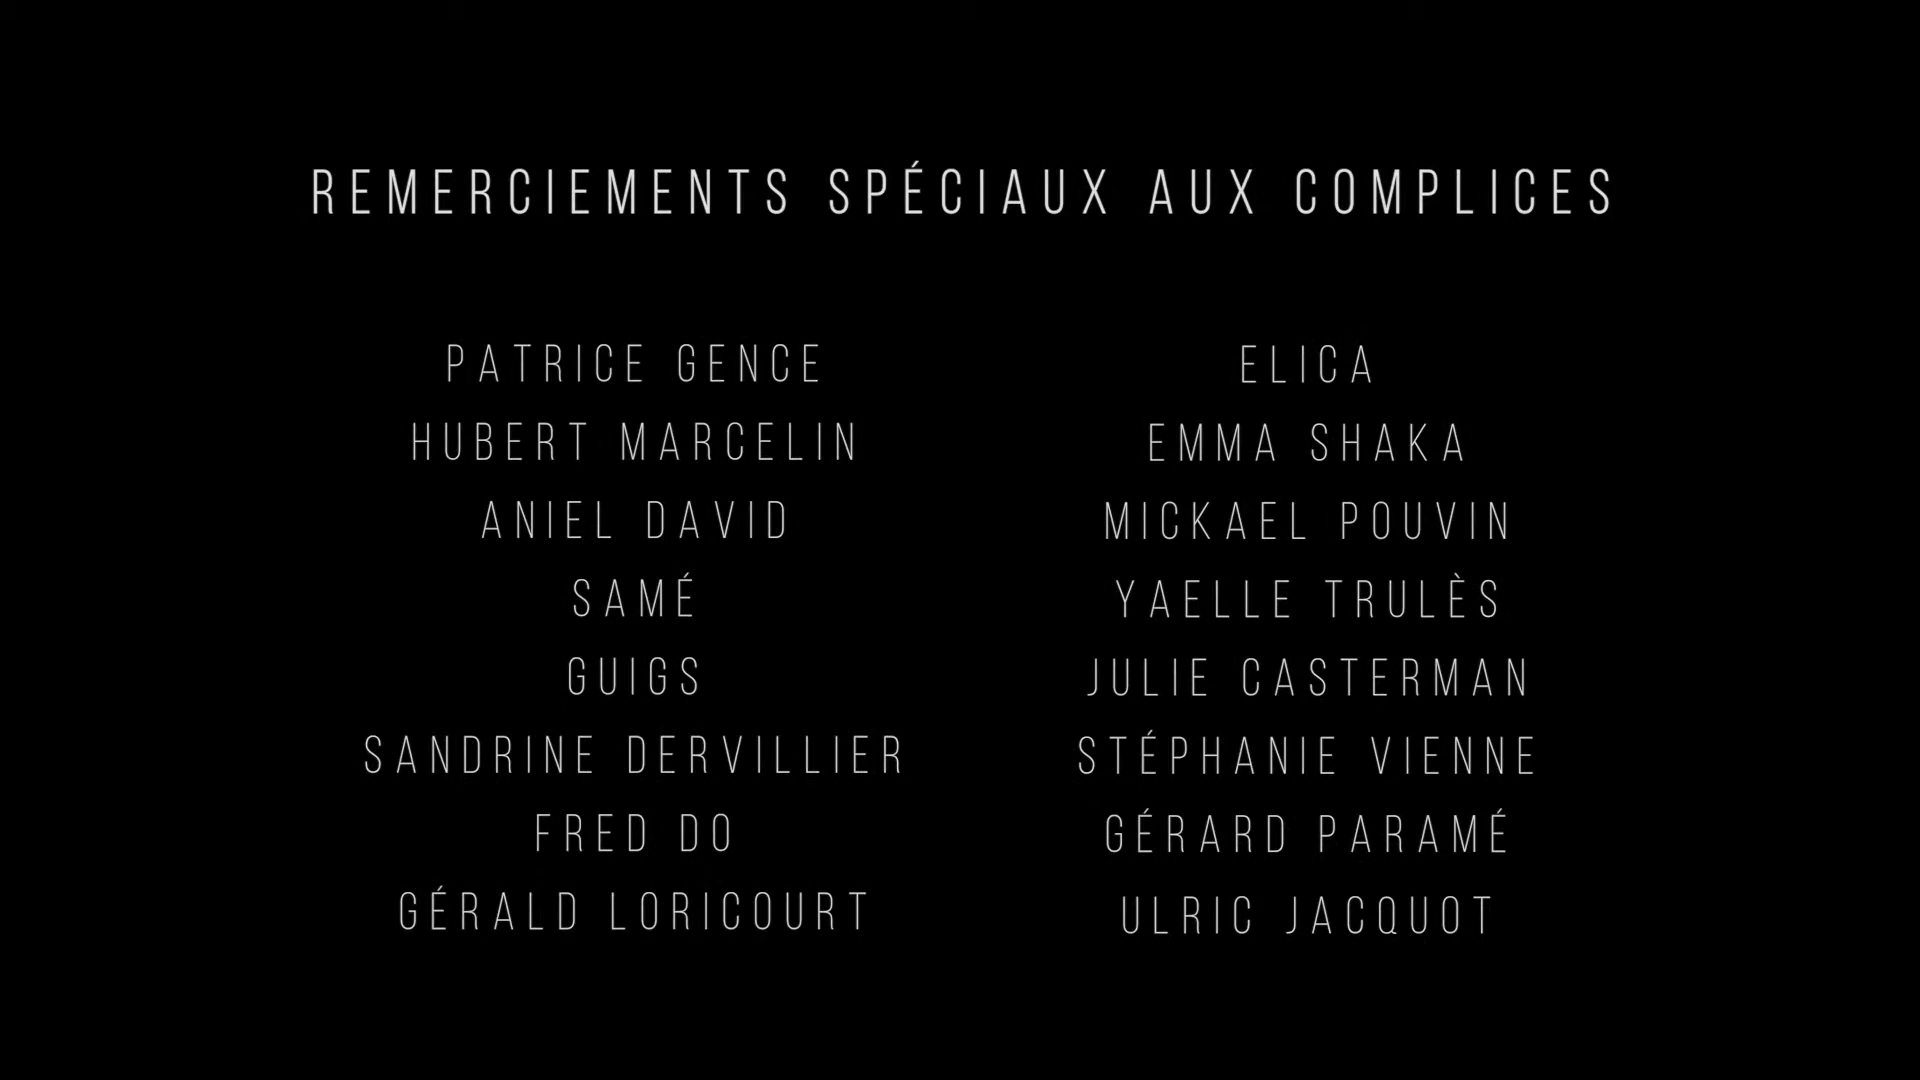 REMERCIEMENTS SPÉCIAUX AUX COMPLICES
PATRICE GENCE
HUBERT MARCELIN
ANIEL DAVID
SAMÉ
GUIGS
SANDRINE DERVILLIER
FRED DO
GÉRALD LORICOURT
ELICA
EMMA SHAKA
MICKAEL POUVIN
YAELLE TRULÈS
JULIE CASTERMAN
STÉPHANIE VIENNE
GÉRARD PARAMÉ
ULRIC JACQUOT